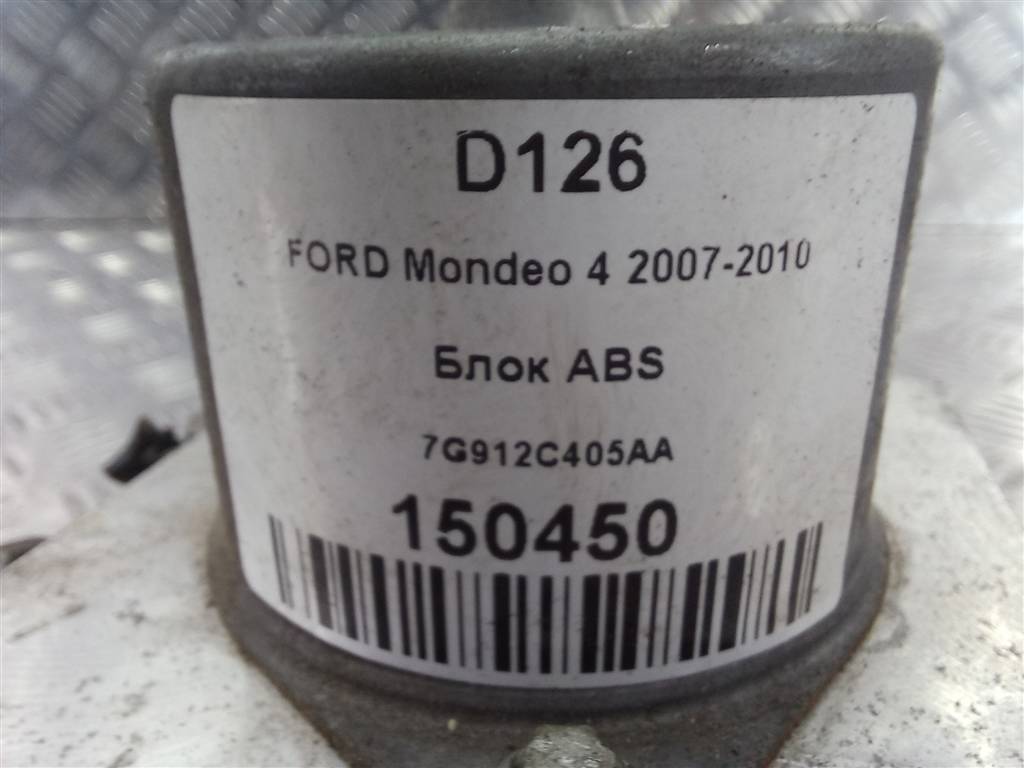 D126
FORD Mondeo 4 2007-2010
Блок ABS
7G912C405AA
150450